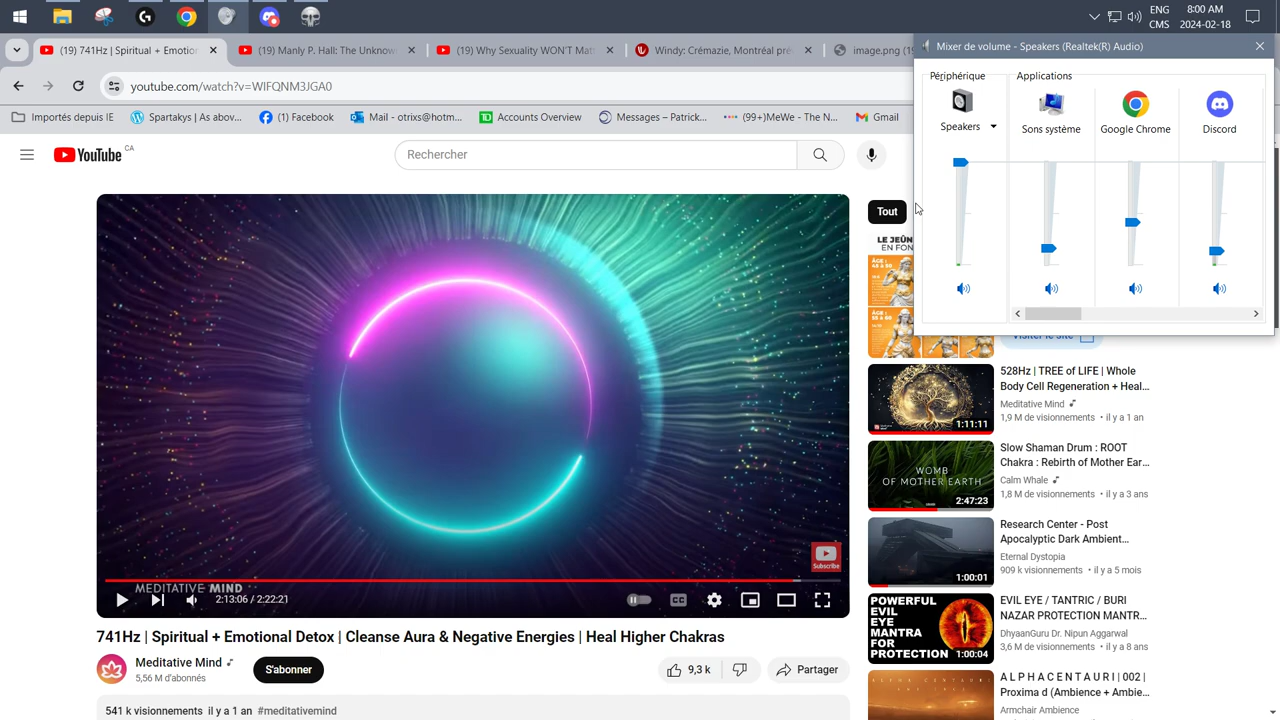 ENG
CMS
8:00 AM
2024-02-18
(19) 741Hz | Spiritual + Emotion
(19) Manly P. Hall: The Unknow
(19) Why Sexuality WON'T Mat
Windy: Crémazie, Montréal pré
image.png
youtube.com/watch?v=WIFQNM3JGA0
Importés depuis IE
Spartakys | As abov...
(1) Facebook
Mail - otrixs@hotm...
Accounts Overview
Messages – Patrick...
(99+)MeWe - The N...
Gmail
Mixer de volume - Speakers (Realtek(R) Audio)
Périphérique
Applications
Speakers
Sons système
Google Chrome
Discord
YouTube
CA
Rechercher
Tout
LE JEÛN
EN FON
ÂGE :
ÂGE :
Visiter le site
MEDITATIVE MIND
Subscribe
2:13:06 / 2:22:21
741Hz | Spiritual + Emotional Detox | Cleanse Aura & Negative Energies | Heal Higher Chakras
Meditative Mind
5,56 M d'abonnés
S'abonner
9,3 k
Partager
541 k visionnements il y a 1 an #meditativemind
528Hz | TREE of LIFE | Whole
Body Cell Regeneration + Heal...
Meditative Mind
1,9 M de visionnements • il y a 1 an
1:11:11
Slow Shaman Drum : ROOT
Chakra : Rebirth of Mother Ear...
Calm Whale
1,8 M de visionnements • il y a 3 ans
WOMB
OF MOTHER EARTH
2:47:23
Research Center - Post
Apocalyptic Dark Ambient...
Eternal Dystopia
909 k visionnements • il y a 5 mois
1:00:01
EVIL EYE / TANTRIC / BURI
NAZAR PROTECTION MANTR...
DhyaanGuru Dr. Nipun Aggarwal
3,6 M de visionnements • il y a 8 ans
POWERFUL
EVIL
EYE
MANTRA
FOR
PROTECTION
1:00:04
A L P H A C E N T A U R I | 002 |
Proxima d (Ambience + Ambie...
Armchair Ambience